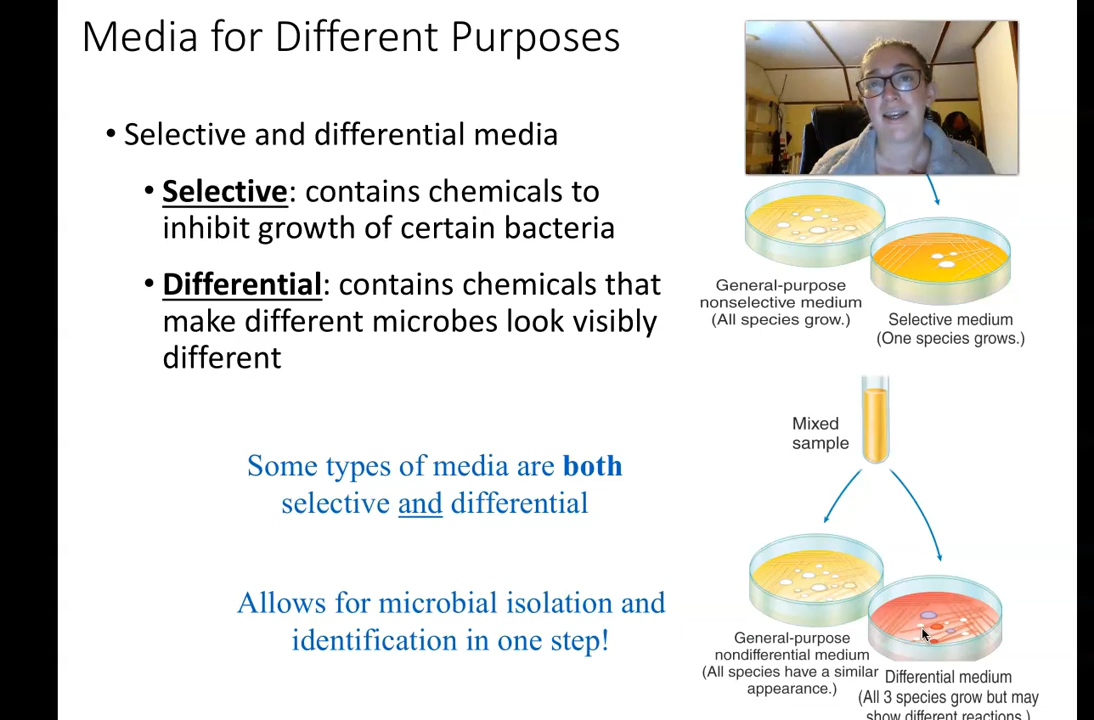 Media for Different Purposes
• Selective and differential media
• Selective: contains chemicals to
inhibit growth of certain bacteria
• Differential: contains chemicals that
make different microbes look visibly
different
Some types of media are both
selective and differential
Allows for microbial isolation and
identification in one step!
General-purpose
nonselective medium
(All species grow.)
Selective medium
(One species grows.)
Mixed
sample
General-purpose
nondifferential medium
(All species have a similar
appearance.)
Differential medium
(All 3 species grow but may
show different reactions.)